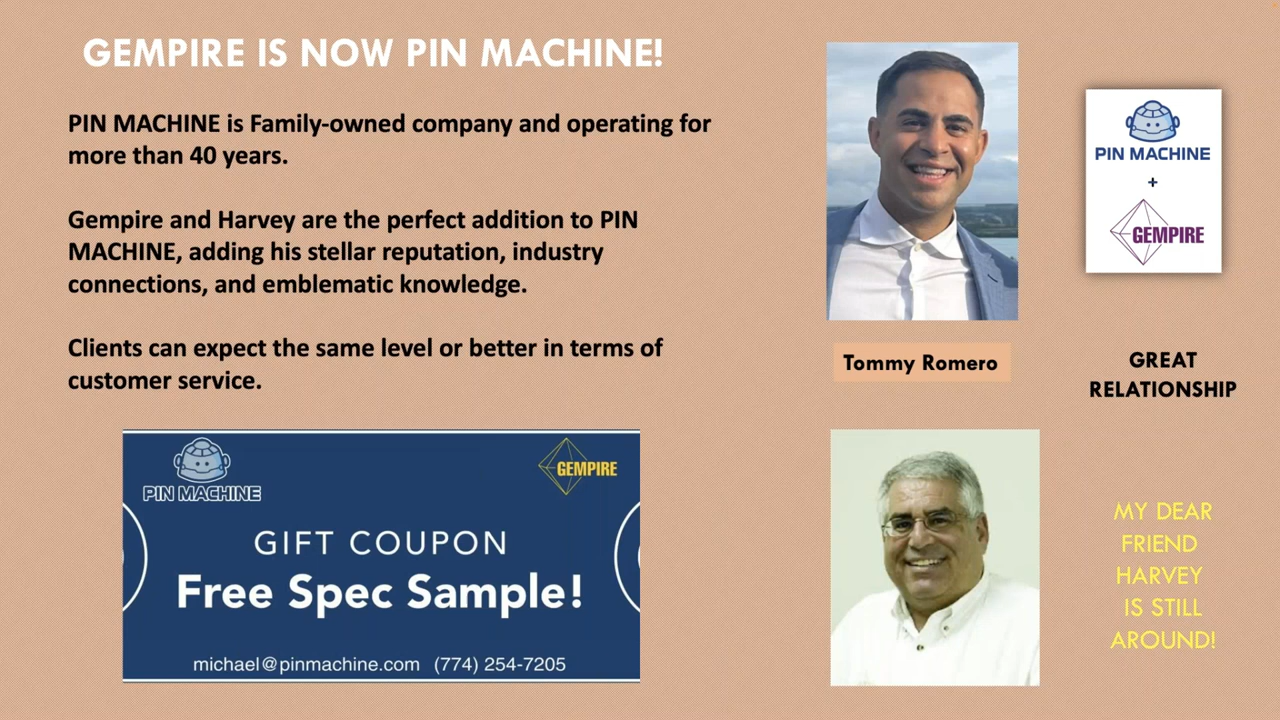 GEMPIRE IS NOW PIN MACHINE!
PIN MACHINE is Family-owned company and operating for
more than 40 years.
Gempire and Harvey are the perfect addition to PIN
MACHINE, adding his stellar reputation, industry
connections, and emblematic knowledge.
Clients can expect the same level or better in terms of
customer service.
PIN MACHINE
GEMPIRE
GIFT COUPON
Free Spec Sample!
michael@pinmachine.com (774) 254-7205
Tommy Romero
PIN MACHINE
+
GEMPIRE
GREAT
RELATIONSHIP
MY DEAR
FRIEND
HARVEY
IS STILL
AROUND!